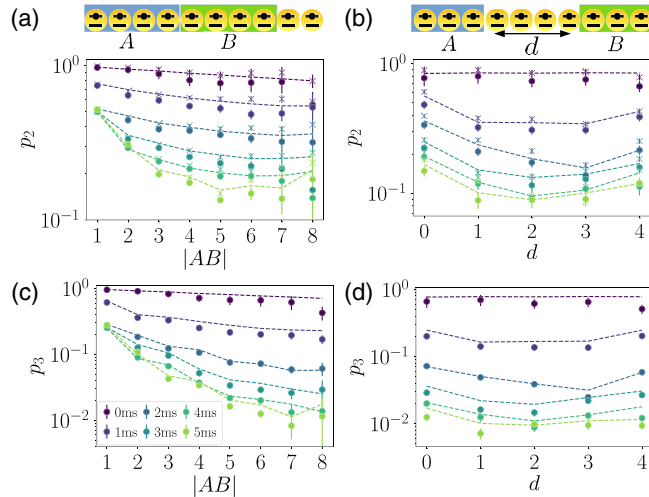 (a)
A
B
(b)
A
d
B
p2
10^0
10^-1
1 2 3 4 5 6 7 8
|AB|
p2
10^0
10^-1
0 1 2 3 4
d
(c)
p3
10^0
10^-1
10^-2
0ms 2ms 4ms
1ms 3ms 5ms
1 2 3 4 5 6 7 8
|AB|
(d)
p3
10^0
10^-1
10^-2
0 1 2 3 4
d